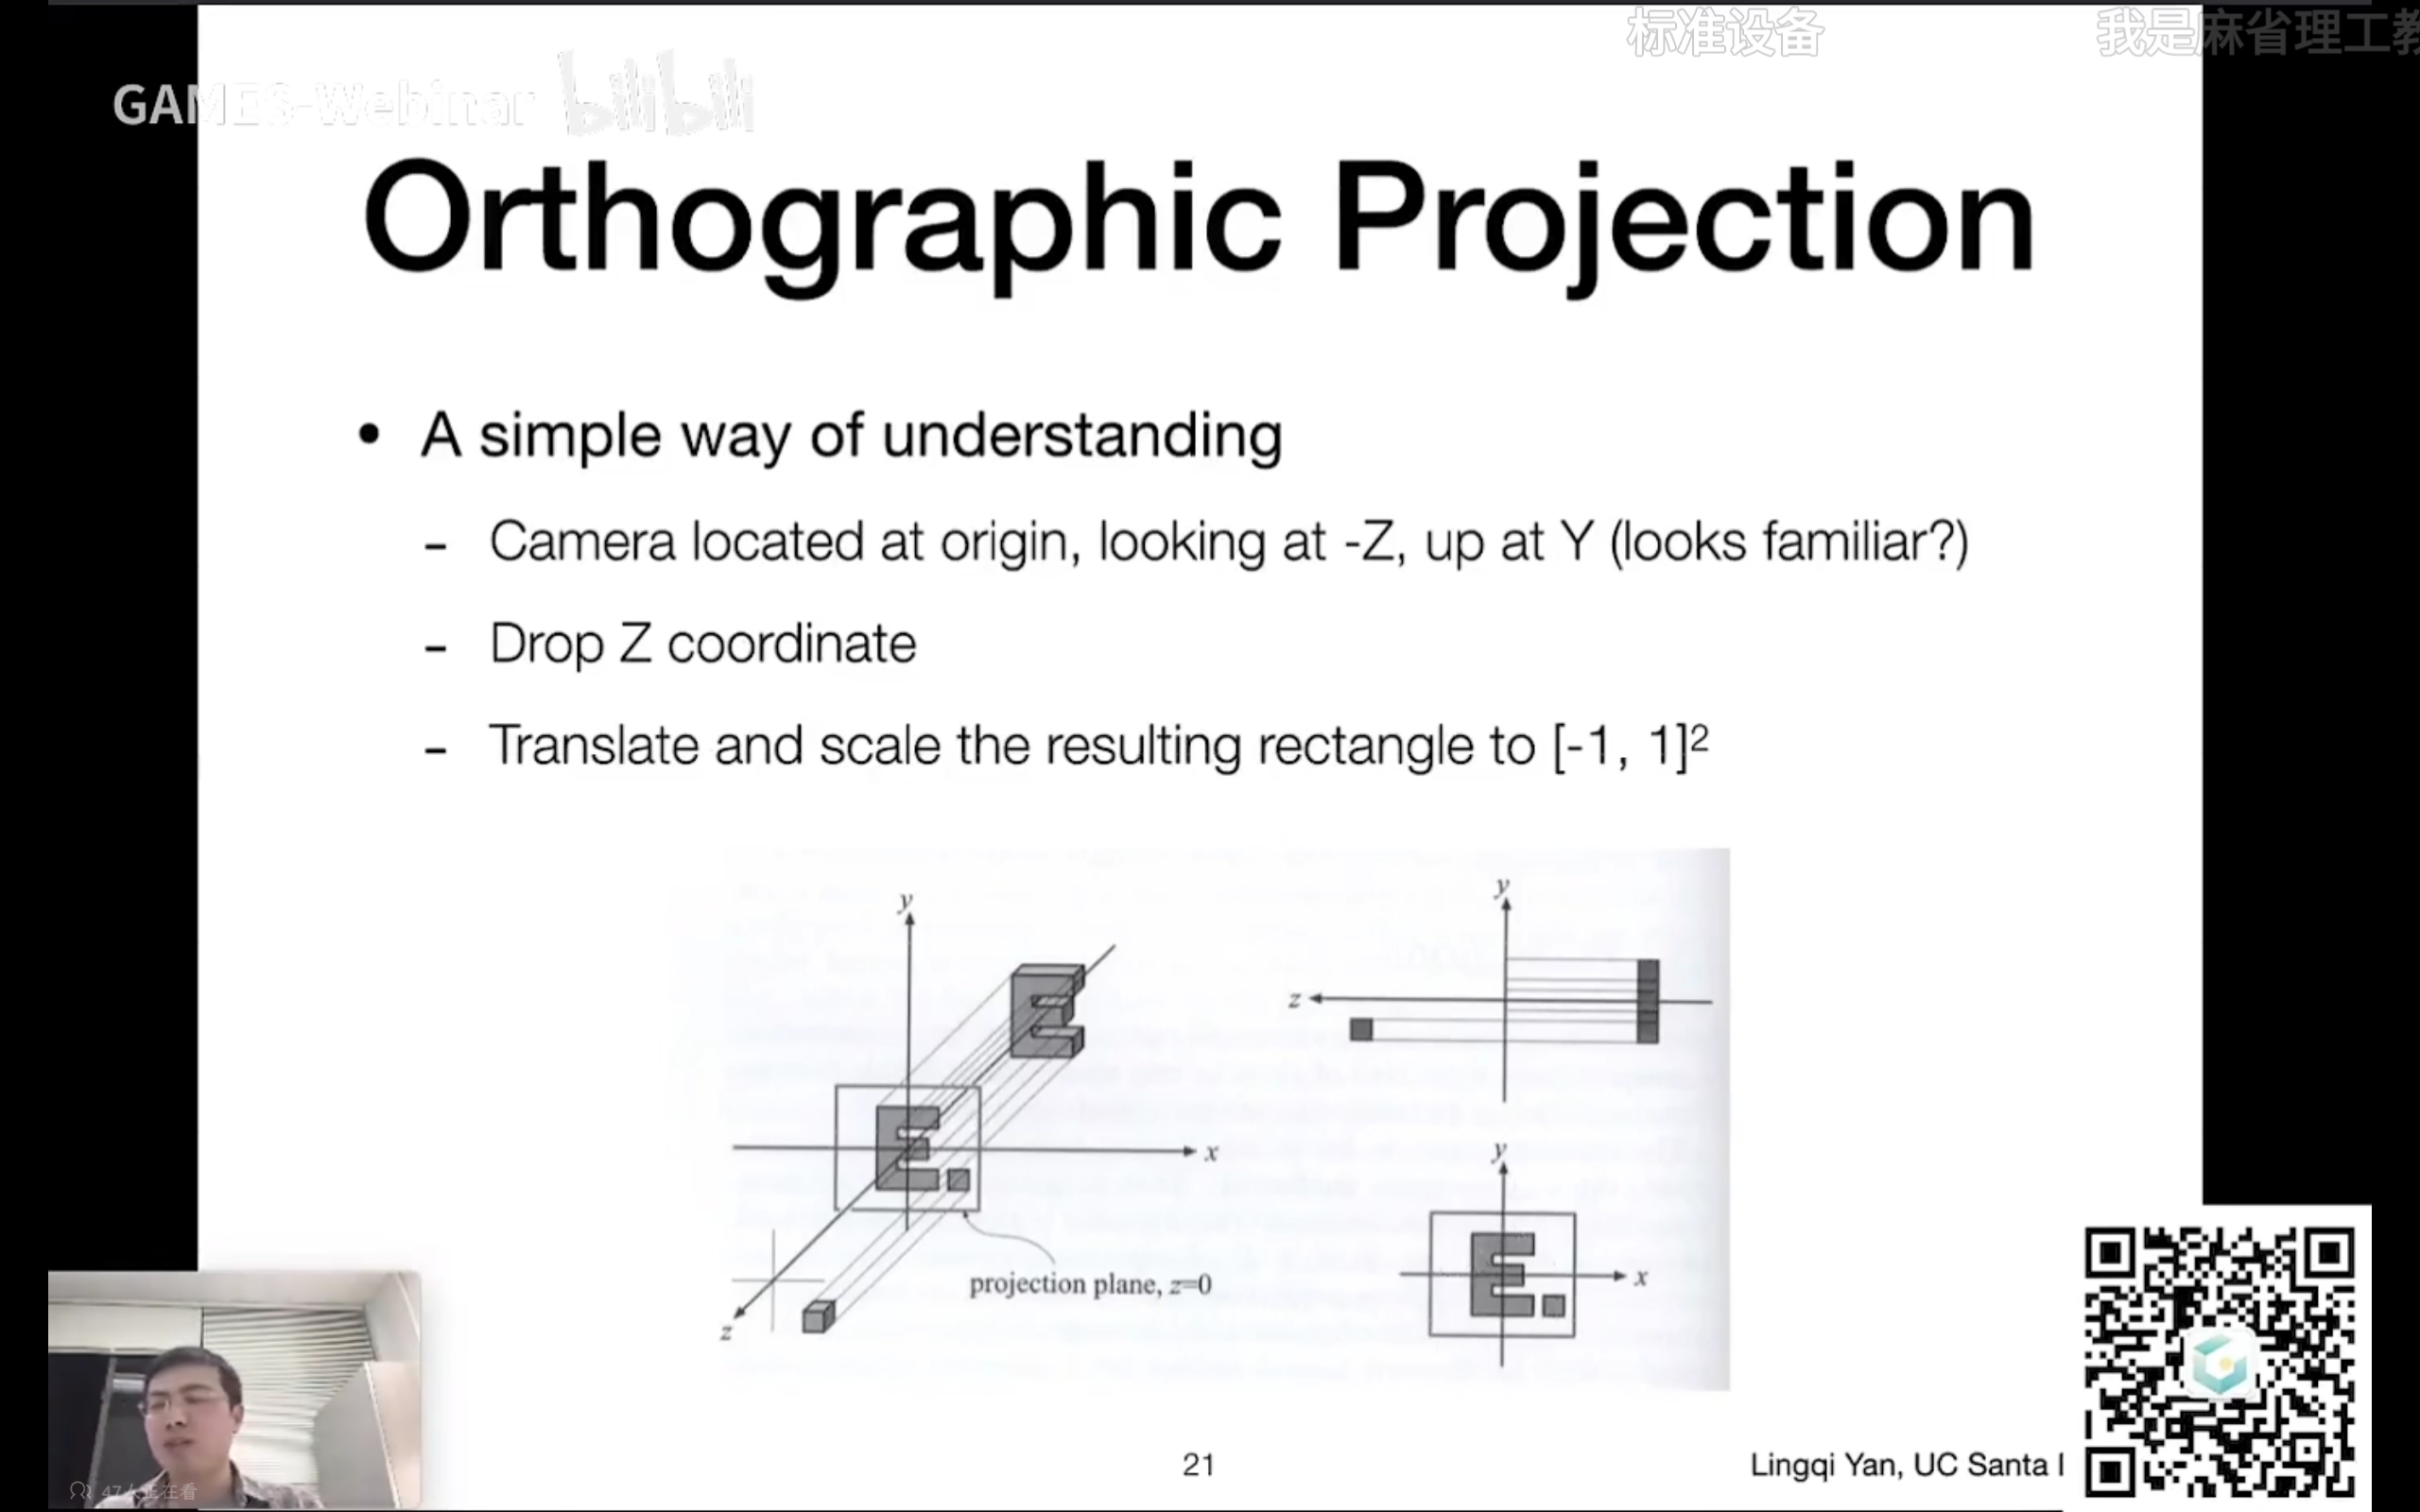 标准设备
我是麻省理工教
GAMES-Webinar bilibili
Orthographic Projection
• A simple way of understanding
- Camera located at origin, looking at -Z, up at Y (looks familiar?)
- Drop Z coordinate
- Translate and scale the resulting rectangle to [-1, 1]²
y
x
z
projection plane, z=0
E.
E
y
z
y
x
E.
47人正在看
21
Lingqi Yan, UC Santa